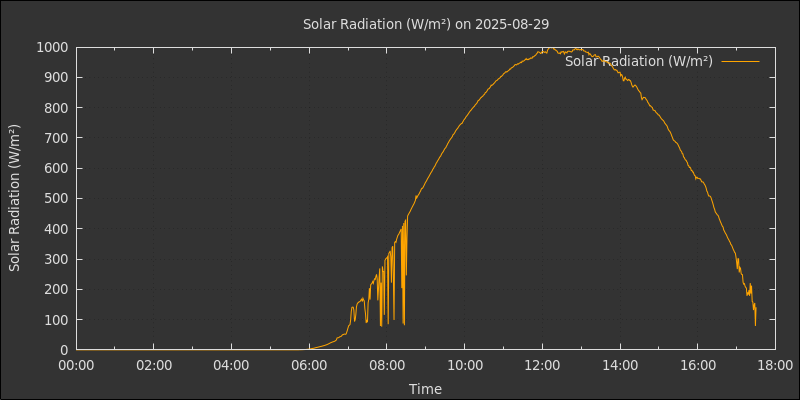 Solar Radiation (W/m²) on 2025-08-29
1000
900
800
700
600
500
400
300
200
100
0
Solar Radiation (W/m²)
Solar Radiation (W/m²)
00:00 02:00 04:00 06:00 08:00 10:00 12:00 14:00 16:00 18:00
Time